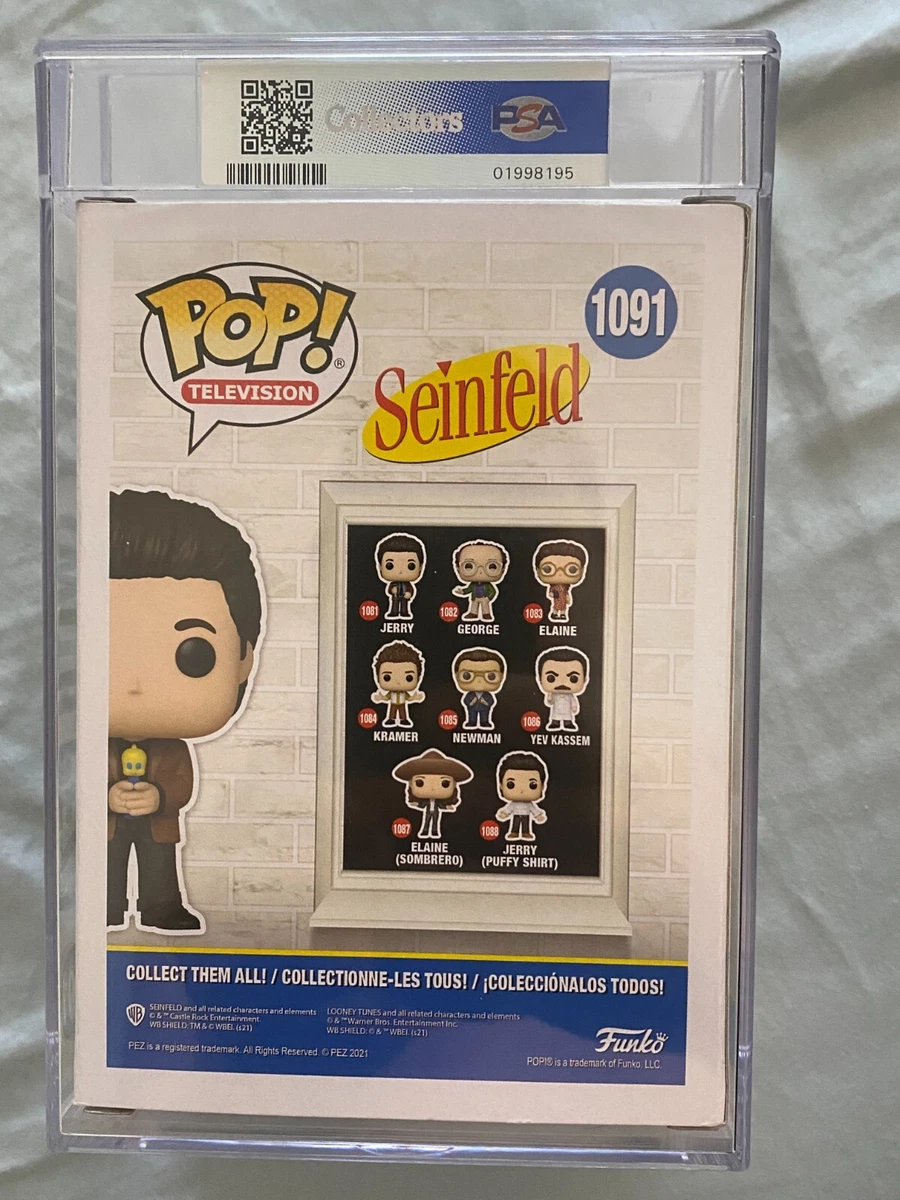 Collectors PSA
01998195
POP!®
TELEVISION
1091
Seinfeld
1081 1082 1083
JERRY GEORGE ELAINE
1084 1085 1086
KRAMER NEWMAN YEV KASSEM
1087 1088
ELAINE
(SOMBRERO)
JERRY
(PUFFY SHIRT)
COLLECT THEM ALL! / COLLECTIONNE-LES TOUS! / ¡COLECCIÓNALOS TODOS!
WB
SEINFELD and all related characters and elements
© & ™ Castle Rock Entertainment.
WB SHIELD: TM & © WBEI. (s21)
LOONEY TUNES and all related characters and elements
© & ™ Warner Bros. Entertainment Inc.
WB SHIELD: © & ™ WBEI. (s21)
PEZ is a registered trademark. All Rights Reserved. © PEZ 2021
Funko
POP!® is a trademark of Funko, LLC.